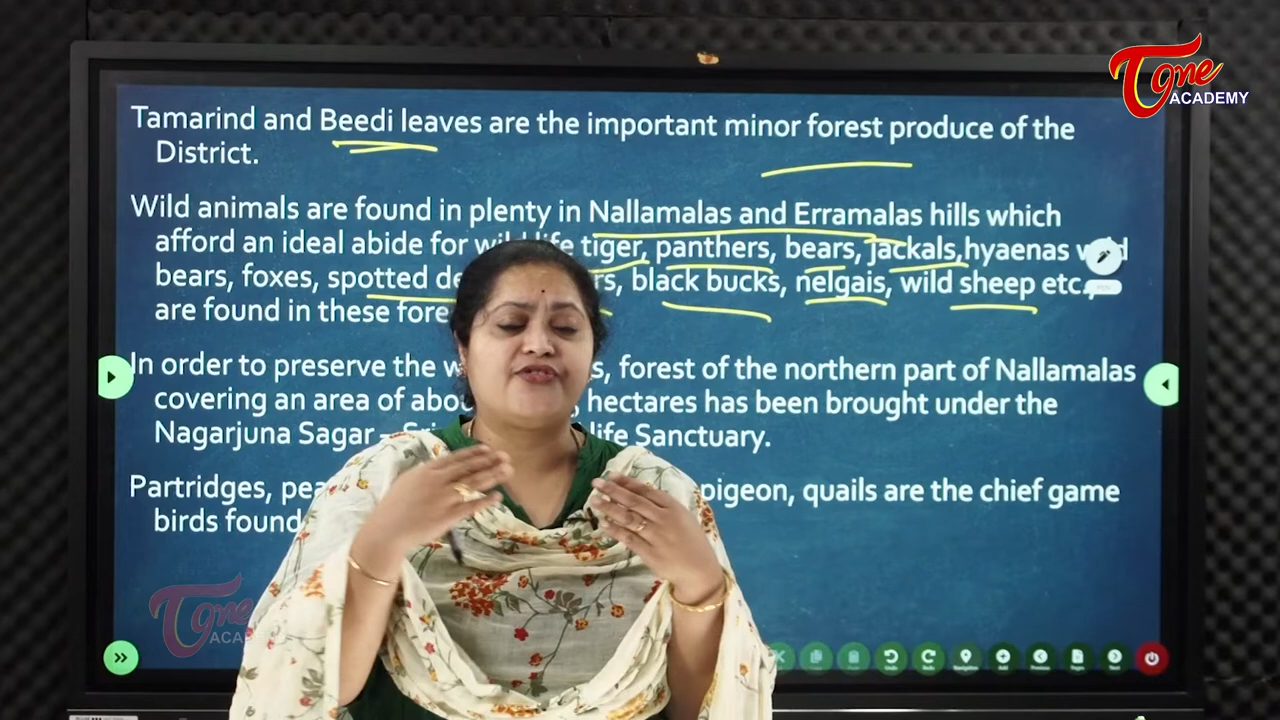 Tone
ACADEMY
Tamarind and Beedi leaves are the important minor forest produce of the
District.
Wild animals are found in plenty in Nallamalas and Erramalas hills which
afford an ideal abide for wild life tiger, panthers, bears, Jackals,hyaenas
bears, foxes, spotted black bucks, nelgais, wild sheep etc.,
are found in these
In order to preserve the forest of the northern part of Nallamalas
covering an area of hectares has been brought under the
Nagarjuna Sagar – Sanctuary.
Partridges, pigeon, quails are the chief game
birds found
Tone